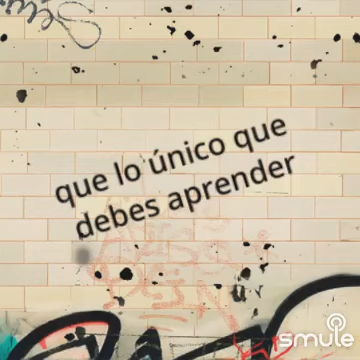 que lo único que
debes aprender
smule